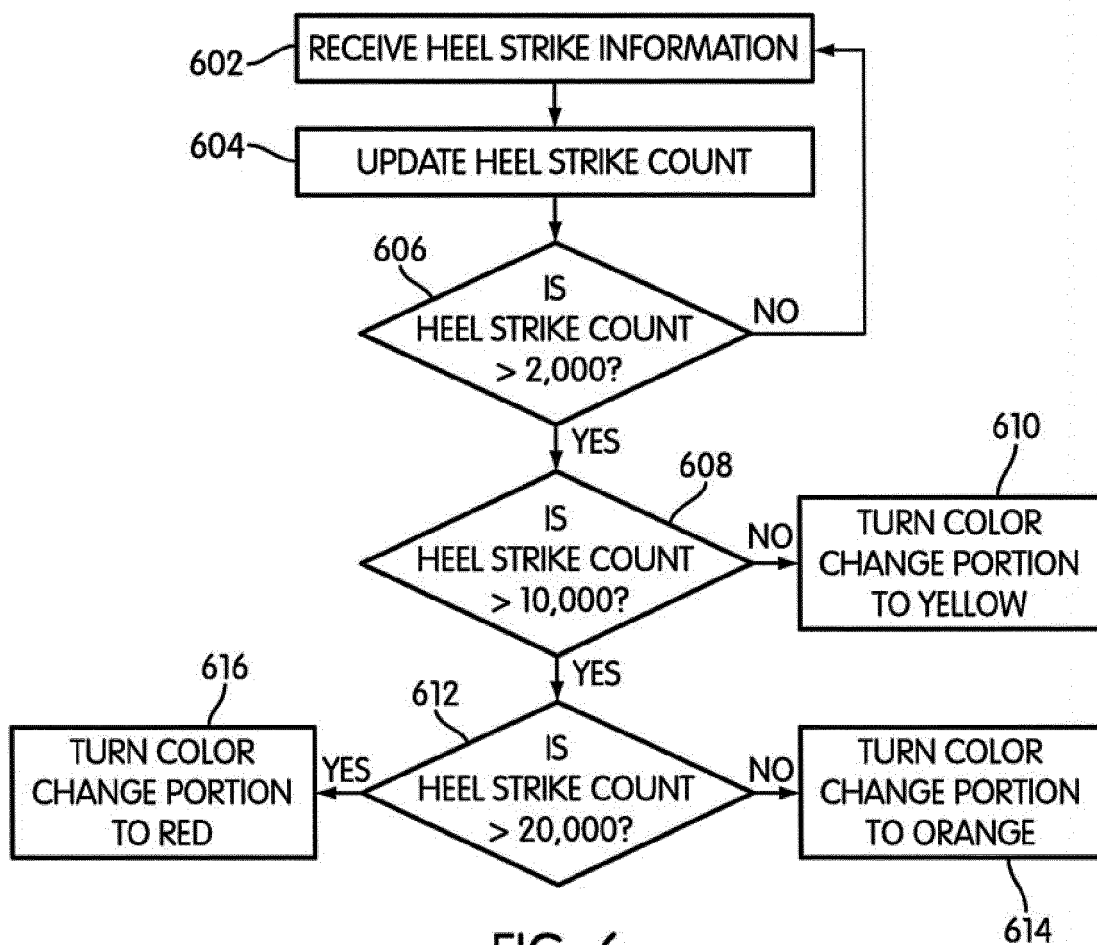 602
RECEIVE HEEL STRIKE INFORMATION
604
UPDATE HEEL STRIKE COUNT
606
IS
HEEL STRIKE COUNT
> 2,000?
NO
YES
608
IS
HEEL STRIKE COUNT
> 10,000?
NO
610
TURN COLOR
CHANGE PORTION
TO YELLOW
YES
612
IS
HEEL STRIKE COUNT
> 20,000?
YES
616
TURN COLOR
CHANGE PORTION
TO RED
NO
TURN COLOR
CHANGE PORTION
TO ORANGE
614
FIG. 6